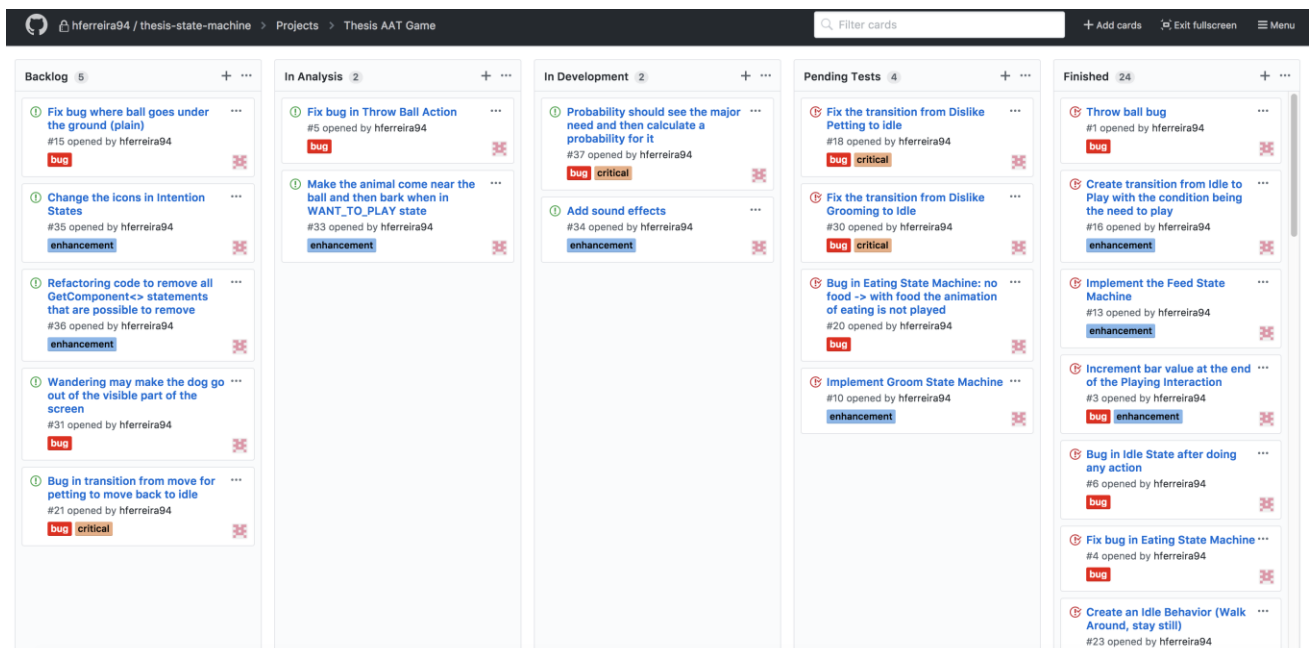 hferreira94 / thesis-state-machine > Projects > Thesis AAT Game
Filter cards
+ Add cards
Exit fullscreen
Menu
Backlog 5
Fix bug where ball goes under
the ground (plain)
#15 opened by hferreira94
bug
Change the icons in Intention
States
#35 opened by hferreira94
enhancement
Refactoring code to remove all
GetComponent<> statements
that are possible to remove
#36 opened by hferreira94
enhancement
Wandering may make the dog go
out of the visible part of the
screen
#31 opened by hferreira94
bug
Bug in transition from move for
petting to move back to idle
#21 opened by hferreira94
bug critical
In Analysis 2
Fix bug in Throw Ball Action
#5 opened by hferreira94
bug
Make the animal come near the
ball and then bark when in
WANT_TO_PLAY state
#33 opened by hferreira94
enhancement
In Development 2
Probability should see the major
need and then calculate a
probability for it
#37 opened by hferreira94
bug critical
Add sound effects
#34 opened by hferreira94
enhancement
Pending Tests 4
Fix the transition from Dislike
Petting to idle
#18 opened by hferreira94
bug critical
Fix the transition from Dislike
Grooming to Idle
#30 opened by hferreira94
bug critical
Bug in Eating State Machine: no
food -> with food the animation
of eating is not played
#20 opened by hferreira94
bug
Implement Groom State Machine
#10 opened by hferreira94
enhancement
Finished 24
Throw ball bug
#1 opened by hferreira94
bug
Create transition from Idle to
Play with the condition being
the need to play
#16 opened by hferreira94
enhancement
Implement the Feed State
Machine
#13 opened by hferreira94
enhancement
Increment bar value at the end
of the Playing Interaction
#3 opened by hferreira94
bug enhancement
Bug in Idle State after doing
any action
#6 opened by hferreira94
bug
Fix bug in Eating State Machine
#4 opened by hferreira94
bug
Create an Idle Behavior (Walk
Around, stay still)
#23 opened by hferreira94